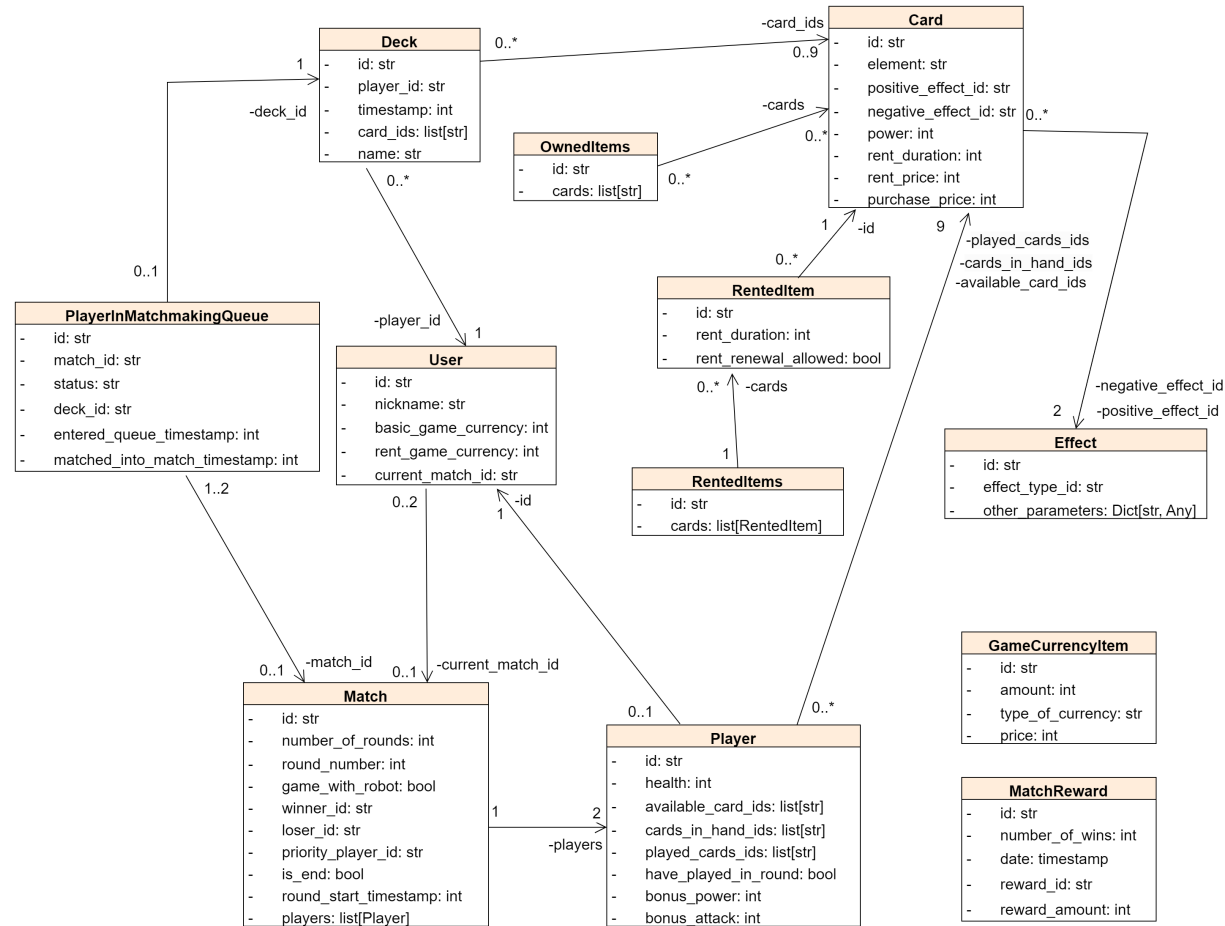 Deck
- id: str
- player_id: str
- timestamp: int
- card_ids: list[str]
- name: str
Card
- id: str
- element: str
- positive_effect_id: str
- negative_effect_id: str
- power: int
- rent_duration: int
- rent_price: int
- purchase_price: int
0..*
-card_ids
0..9
1
-deck_id
0..1
OwnedItems
- id: str
- cards: list[str]
-cards
0..*
0..*
0..*
0..*
-player_id
1
PlayerInMatchmakingQueue
- id: str
- match_id: str
- status: str
- deck_id: str
- entered_queue_timestamp: int
- matched_into_match_timestamp: int
User
- id: str
- nickname: str
- basic_game_currency: int
- rent_game_currency: int
- current_match_id: str
1
-id
0..*
RentedItem
- id: str
- rent_duration: int
- rent_renewal_allowed: bool
9
-played_cards_ids
-cards_in_hand_ids
-available_card_ids
0..*
-cards
1
RentedItems
- id: str
- cards: list[RentedItem]
-negative_effect_id
2
-positive_effect_id
Effect
- id: str
- effect_type_id: str
- other_parameters: Dict[str, Any]
1..2
0..2
-id
1
0..1
-match_id
0..1
-current_match_id
0..1
0..*
Match
- id: str
- number_of_rounds: int
- round_number: int
- game_with_robot: bool
- winner_id: str
- loser_id: str
- priority_player_id: str
- is_end: bool
- round_start_timestamp: int
- players: list[Player]
1
2
-players
Player
- id: str
- health: int
- available_card_ids: list[str]
- cards_in_hand_ids: list[str]
- played_cards_ids: list[str]
- have_played_in_round: bool
- bonus_power: int
- bonus_attack: int
GameCurrencyItem
- id: str
- amount: int
- type_of_currency: str
- price: int
MatchReward
- id: str
- number_of_wins: int
- date: timestamp
- reward_id: str
- reward_amount: int